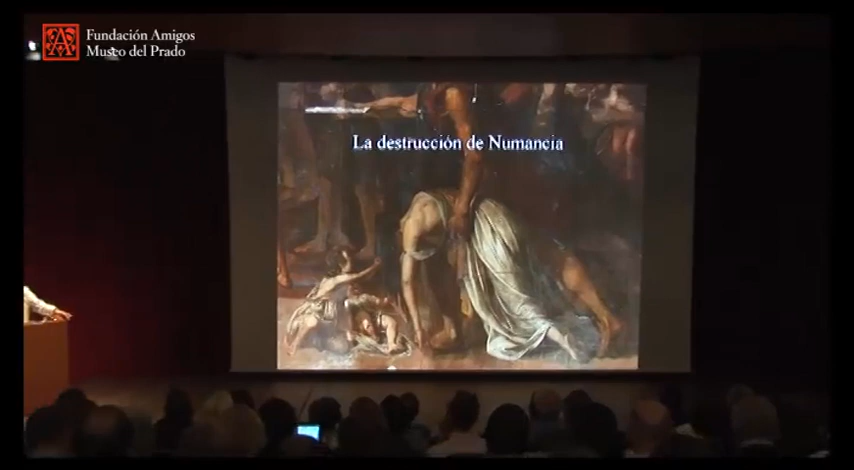 Fundación Amigos
Museo del Prado
La destrucción de Numancia